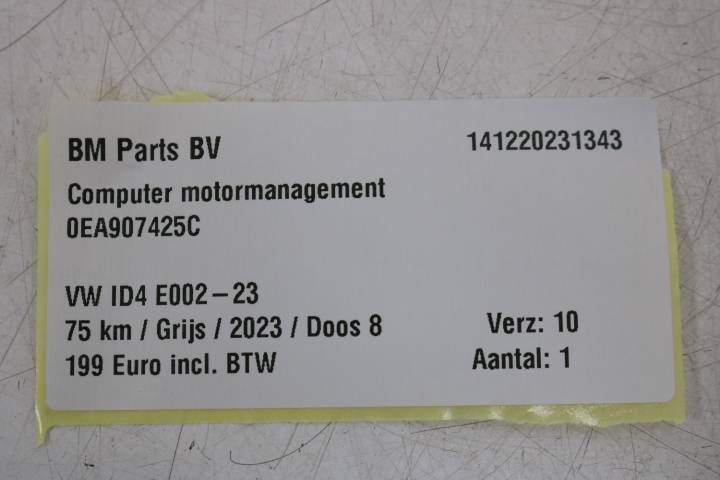 BM Parts BV 141220231343
Computer motormanagement
0EA907425C
VW ID4 E002-23
75 km / Grijs / 2023 / Doos 8 Verz: 10
199 Euro incl. BTW Aantal: 1